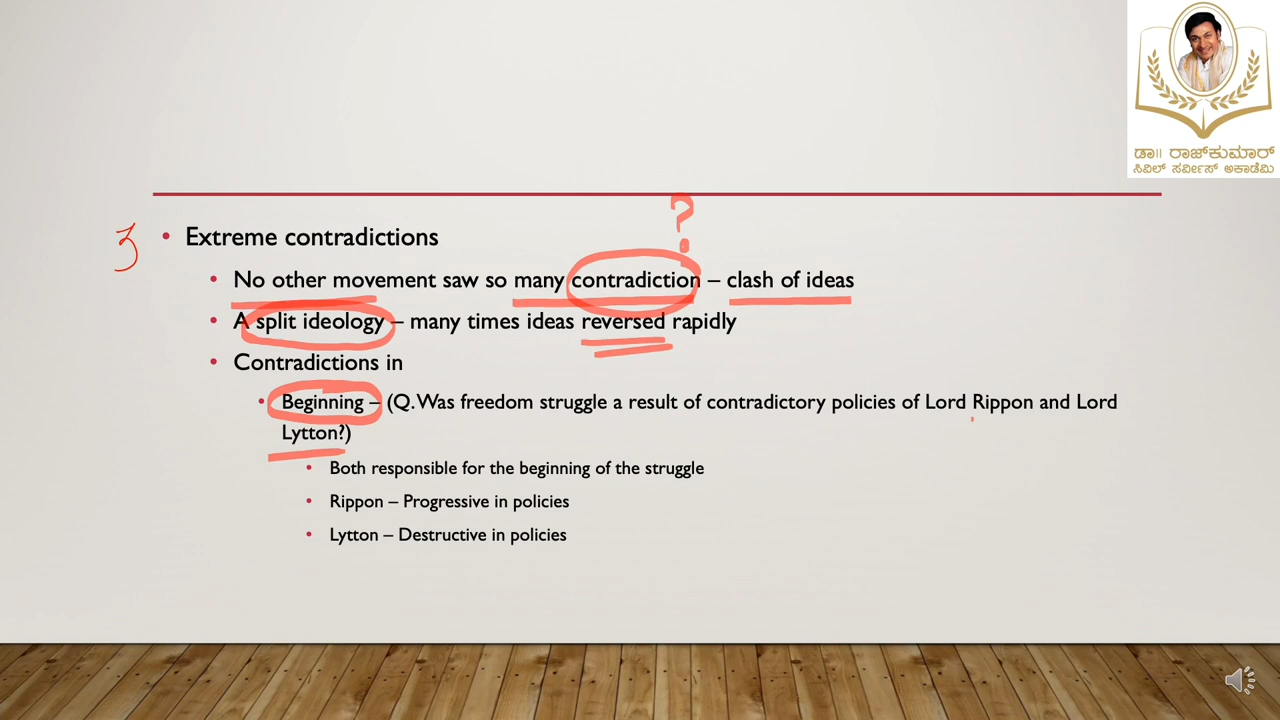 ಡಾ|| ರಾಜ್‌ಕುಮಾರ್
ಸಿವಿಲ್ ಸರ್ವೀಸ್ ಅಕಾಡೆಮಿ
?
3
• Extreme contradictions
• No other movement saw so many contradiction – clash of ideas
• A split ideology – many times ideas reversed rapidly
• Contradictions in
• Beginning – (Q. Was freedom struggle a result of contradictory policies of Lord Rippon and Lord
Lytton?)
• Both responsible for the beginning of the struggle
• Rippon – Progressive in policies
• Lytton – Destructive in policies